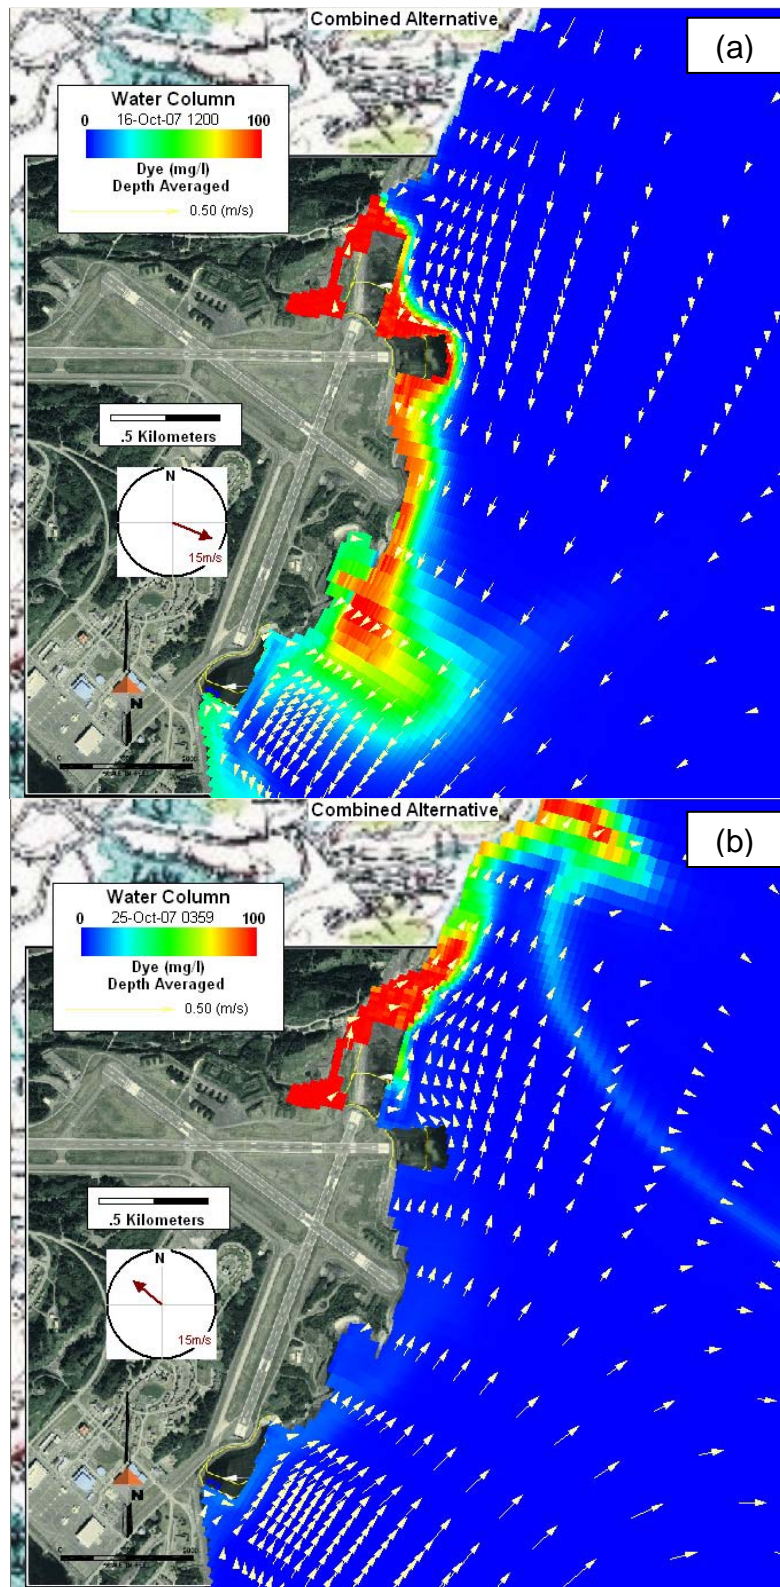 Combined Alternative
(a)
Water Column
0 16-Oct-07 1200 100
Dye (mg/l)
Depth Averaged
0.50 (m/s)
.5 Kilometers
N
15m/s
N
Combined Alternative
(b)
Water Column
0 25-Oct-07 0359 100
Dye (mg/l)
Depth Averaged
0.50 (m/s)
.5 Kilometers
N
15m/s
N